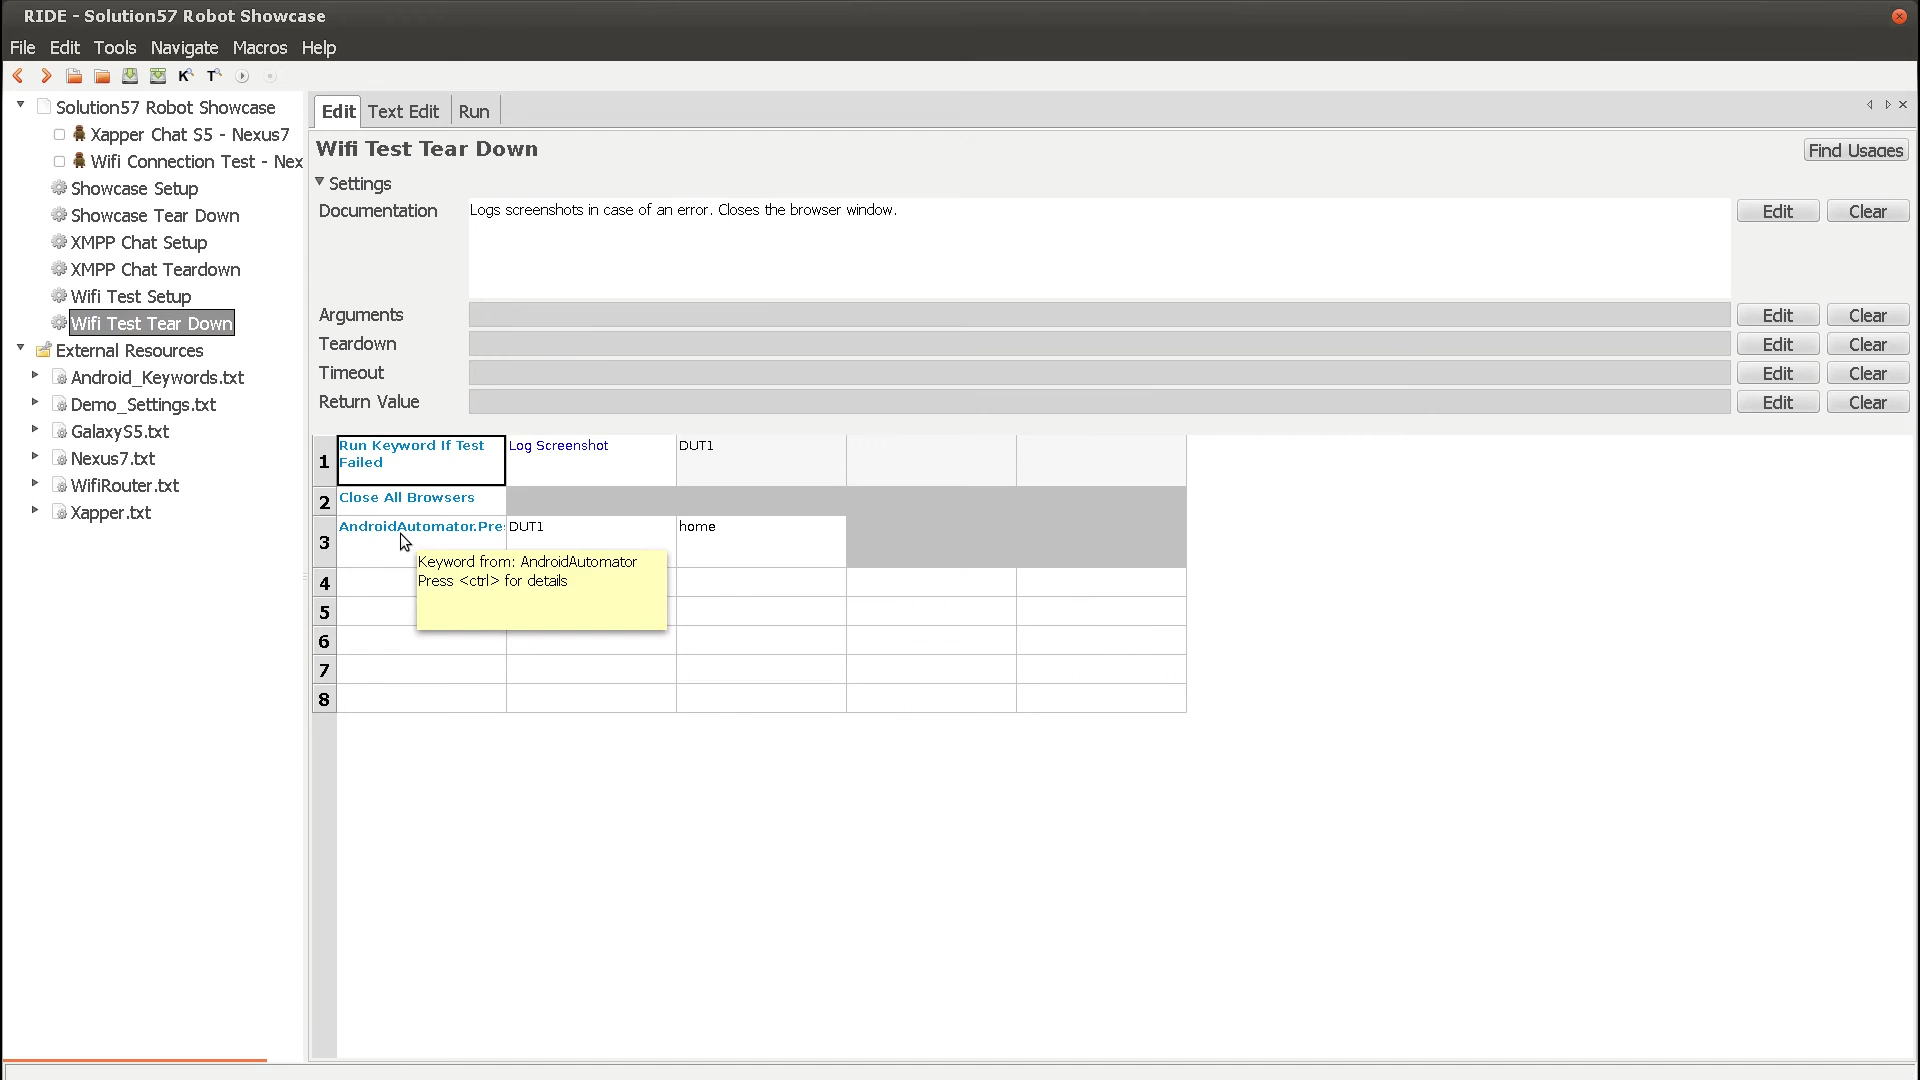 RIDE - Solution57 Robot Showcase
File Edit Tools Navigate Macros Help
K T
Solution57 Robot Showcase
Xapper Chat S5 - Nexus7
Wifi Connection Test - Nex
Showcase Setup
Showcase Tear Down
XMPP Chat Setup
XMPP Chat Teardown
Wifi Test Setup
Wifi Test Tear Down
External Resources
Android_Keywords.txt
Demo_Settings.txt
GalaxyS5.txt
Nexus7.txt
WifiRouter.txt
Xapper.txt
Edit Text Edit Run
Wifi Test Tear Down
Find Usages
Settings
Documentation Logs screenshots in case of an error. Closes the browser window. Edit Clear
Arguments Edit Clear
Teardown Edit Clear
Timeout Edit Clear
Return Value Edit Clear
1 Run Keyword If Test Failed Log Screenshot DUT1
2 Close All Browsers
3 AndroidAutomator.Pre DUT1 home
Keyword from: AndroidAutomator
Press <ctrl> for details
4
5
6
7
8